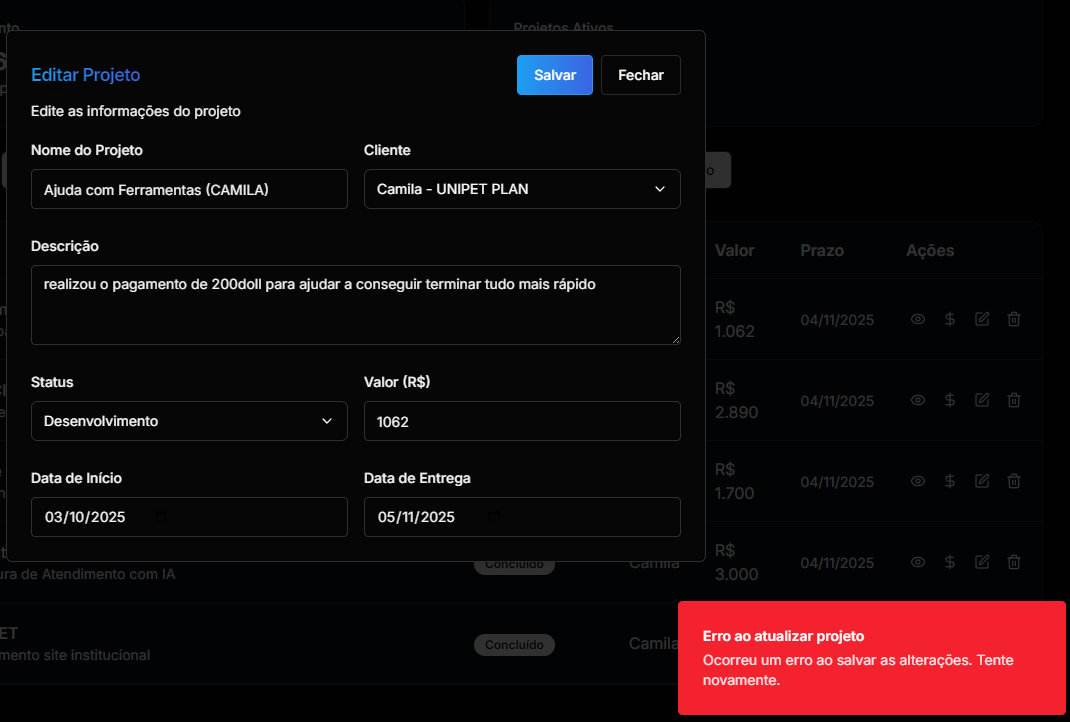 Projetos Ativos
Editar Projeto
Salvar
Fechar
Edite as informações do projeto
Nome do Projeto
Cliente
Ajuda com Ferramentas (CAMILA)
Camila - UNIPET PLAN
Descrição
realizou o pagamento de 200doll para ajudar a conseguir terminar tudo mais rápido
Status
Valor (R$)
Desenvolvimento
1062
Data de Início
Data de Entrega
03/10/2025
05/11/2025
Valor
Prazo
Ações
R$
1.062
04/11/2025
R$
2.890
04/11/2025
R$
1.700
04/11/2025
R$
3.000
04/11/2025
ura de Atendimento com IA
Concluído
Camila
ET
mento site institucional
Concluído
Camila
Erro ao atualizar projeto
Ocorreu um erro ao salvar as alterações. Tente
novamente.